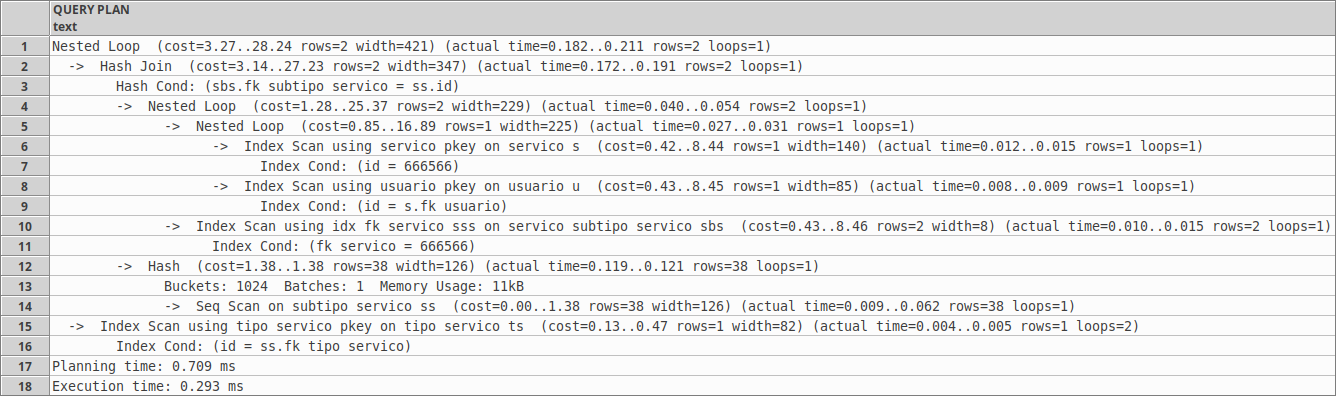 QUERY PLAN
text
1 Nested Loop  (cost=3.27..28.24 rows=2 width=421) (actual time=0.182..0.211 rows=2 loops=1)
2   ->  Hash Join  (cost=3.14..27.23 rows=2 width=347) (actual time=0.172..0.191 rows=2 loops=1)
3         Hash Cond: (sbs.fk subtipo servico = ss.id)
4         ->  Nested Loop  (cost=1.28..25.37 rows=2 width=229) (actual time=0.040..0.054 rows=2 loops=1)
5               ->  Nested Loop  (cost=0.85..16.89 rows=1 width=225) (actual time=0.027..0.031 rows=1 loops=1)
6                     ->  Index Scan using servico pkey on servico s  (cost=0.42..8.44 rows=1 width=140) (actual time=0.012..0.015 rows=1 loops=1)
7                           Index Cond: (id = 666566)
8                     ->  Index Scan using usuario pkey on usuario u  (cost=0.43..8.45 rows=1 width=85) (actual time=0.008..0.009 rows=1 loops=1)
9                           Index Cond: (id = s.fk usuario)
10               ->  Index Scan using idx fk servico sss on servico subtipo servico sbs  (cost=0.43..8.46 rows=2 width=8) (actual time=0.010..0.015 rows=2 loops=1)
11                     Index Cond: (fk servico = 666566)
12         ->  Hash  (cost=1.38..1.38 rows=38 width=126) (actual time=0.119..0.121 rows=38 loops=1)
13               Buckets: 1024  Batches: 1  Memory Usage: 11kB
14               ->  Seq Scan on subtipo servico ss  (cost=0.00..1.38 rows=38 width=126) (actual time=0.009..0.062 rows=38 loops=1)
15   ->  Index Scan using tipo servico pkey on tipo servico ts  (cost=0.13..0.47 rows=1 width=82) (actual time=0.004..0.005 rows=1 loops=2)
16         Index Cond: (id = ss.fk tipo servico)
17 Planning time: 0.709 ms
18 Execution time: 0.293 ms